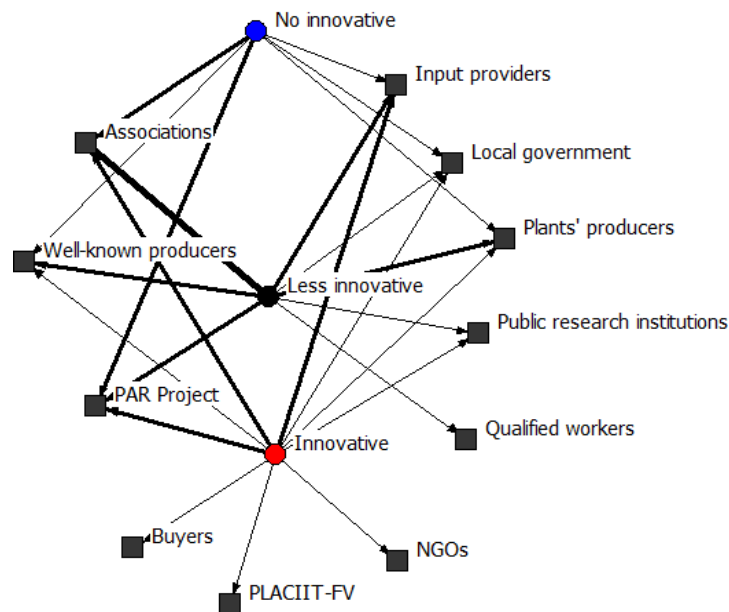 No innovative
Input providers
Associations
Local government
Plants' producers
Well-known producers
Less innovative
Public research institutions
PAR Project
Qualified workers
Innovative
Buyers
NGOs
PLACIIT-FV